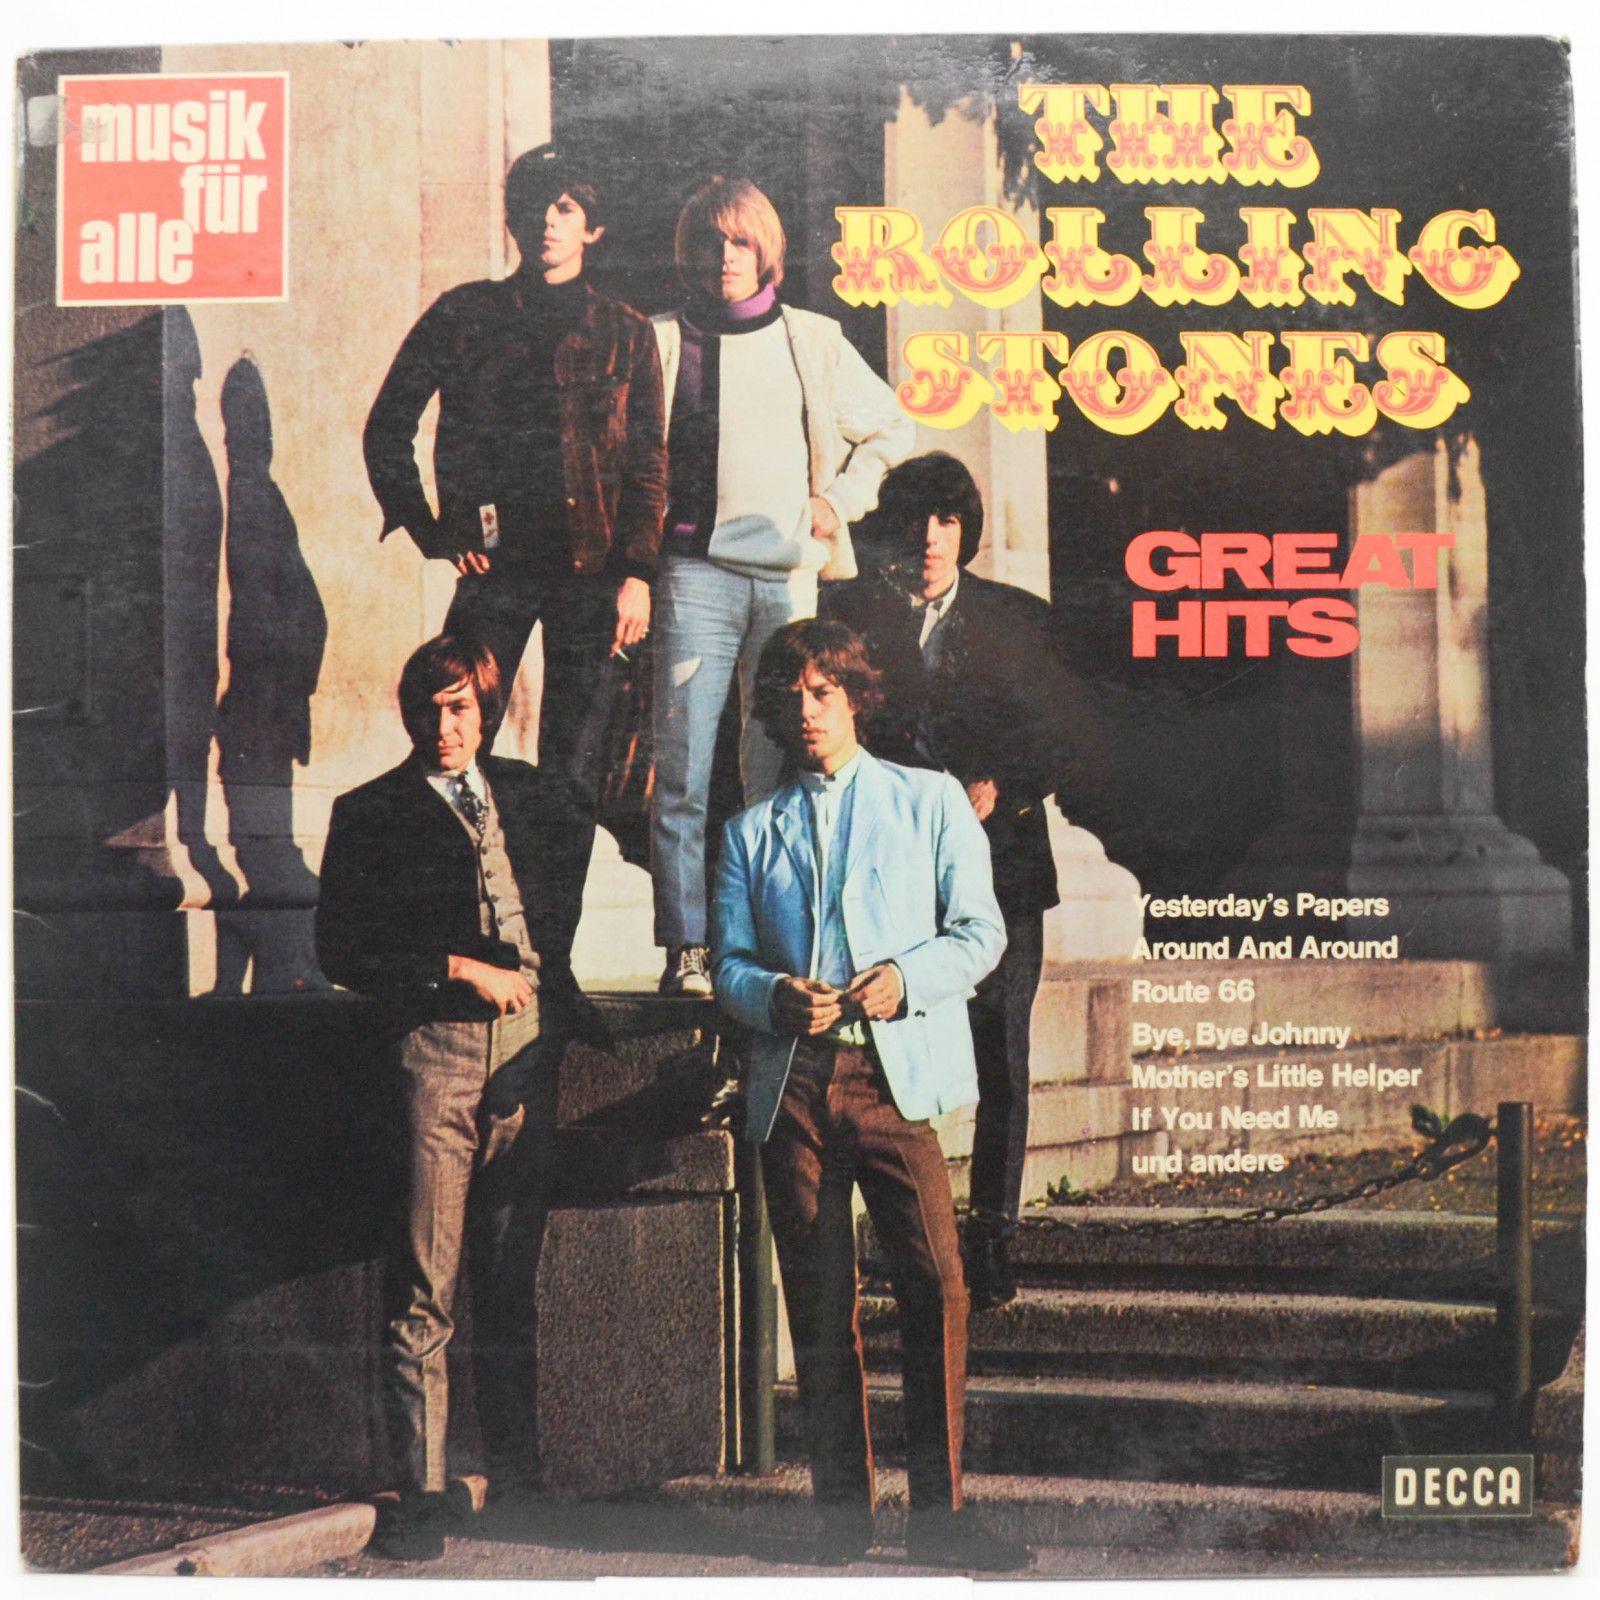 musik
für
alle
THE
ROLLING
STONES
GREAT
HITS
Yesterday's Papers
Around And Around
Route 66
Bye, Bye Johnny
Mother's Little Helper
If You Need Me
und andere
DECCA